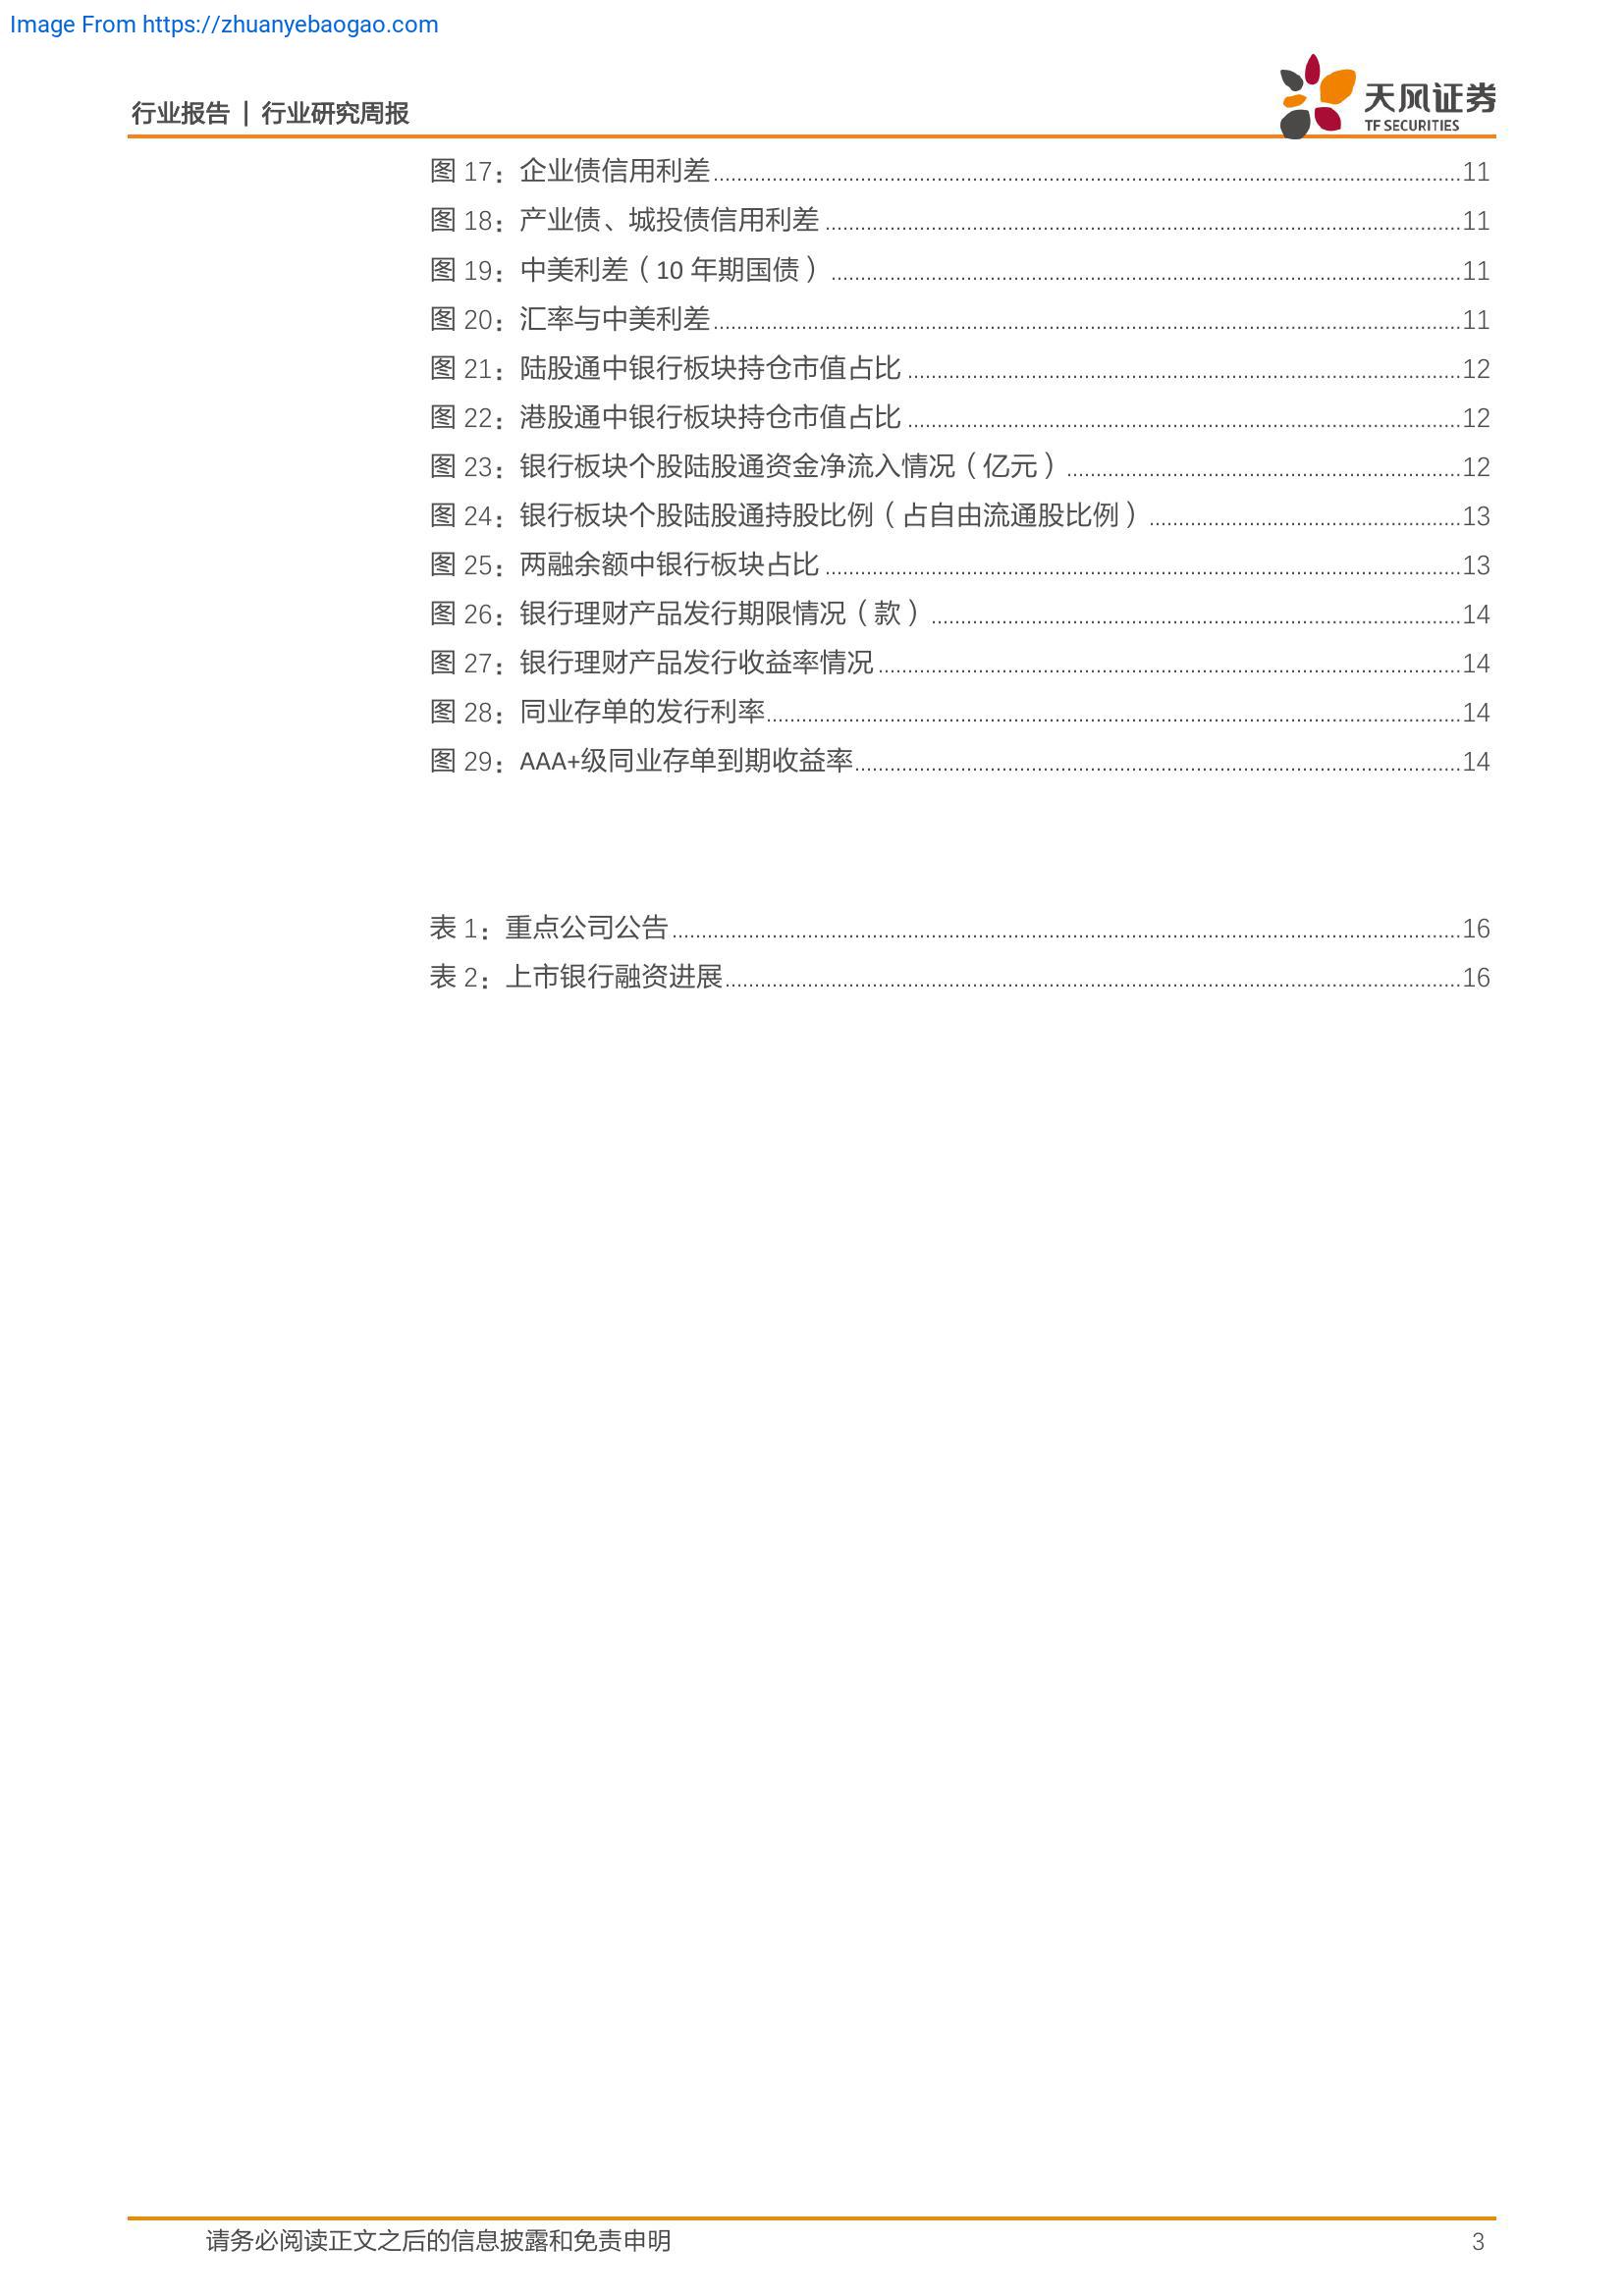 Image From https://zhuanyebaogao.com
行业报告 | 行业研究周报
天风证券
TF SECURITIES
图 17：企业债信用利差 11
图 18：产业债、城投债信用利差 11
图 19：中美利差（10 年期国债） 11
图 20：汇率与中美利差 11
图 21：陆股通中银行板块持仓市值占比 12
图 22：港股通中银行板块持仓市值占比 12
图 23：银行板块个股陆股通资金净流入情况（亿元） 12
图 24：银行板块个股陆股通持股比例（占自由流通股比例） 13
图 25：两融余额中银行板块占比 13
图 26：银行理财产品发行期限情况（款） 14
图 27：银行理财产品发行收益率情况 14
图 28：同业存单的发行利率 14
图 29：AAA+级同业存单到期收益率 14
表 1：重点公司公告 16
表 2：上市银行融资进展 16
请务必阅读正文之后的信息披露和免责申明 3